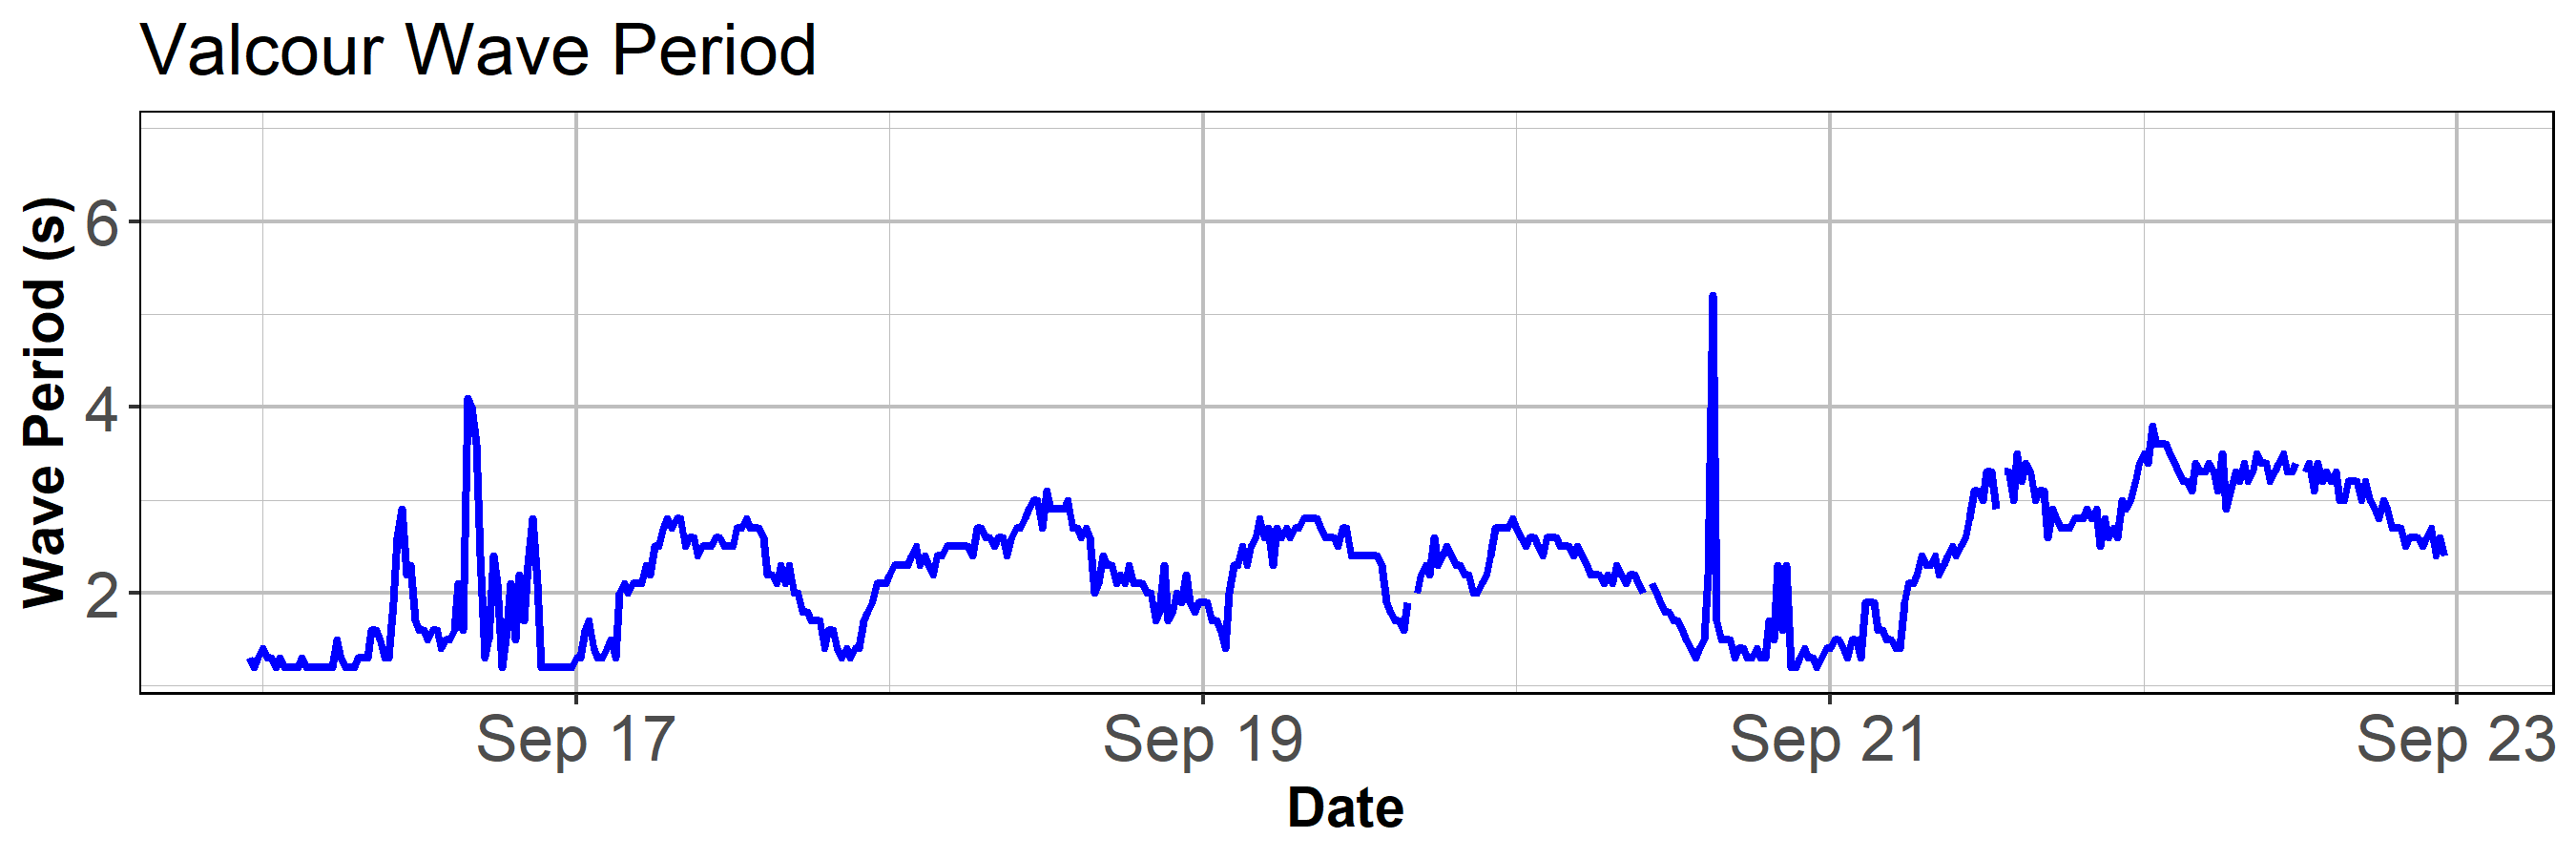 Valcour Wave Period
Wave Period (s)
6
4
2
Sep 17
Sep 19
Sep 21
Sep 23
Date